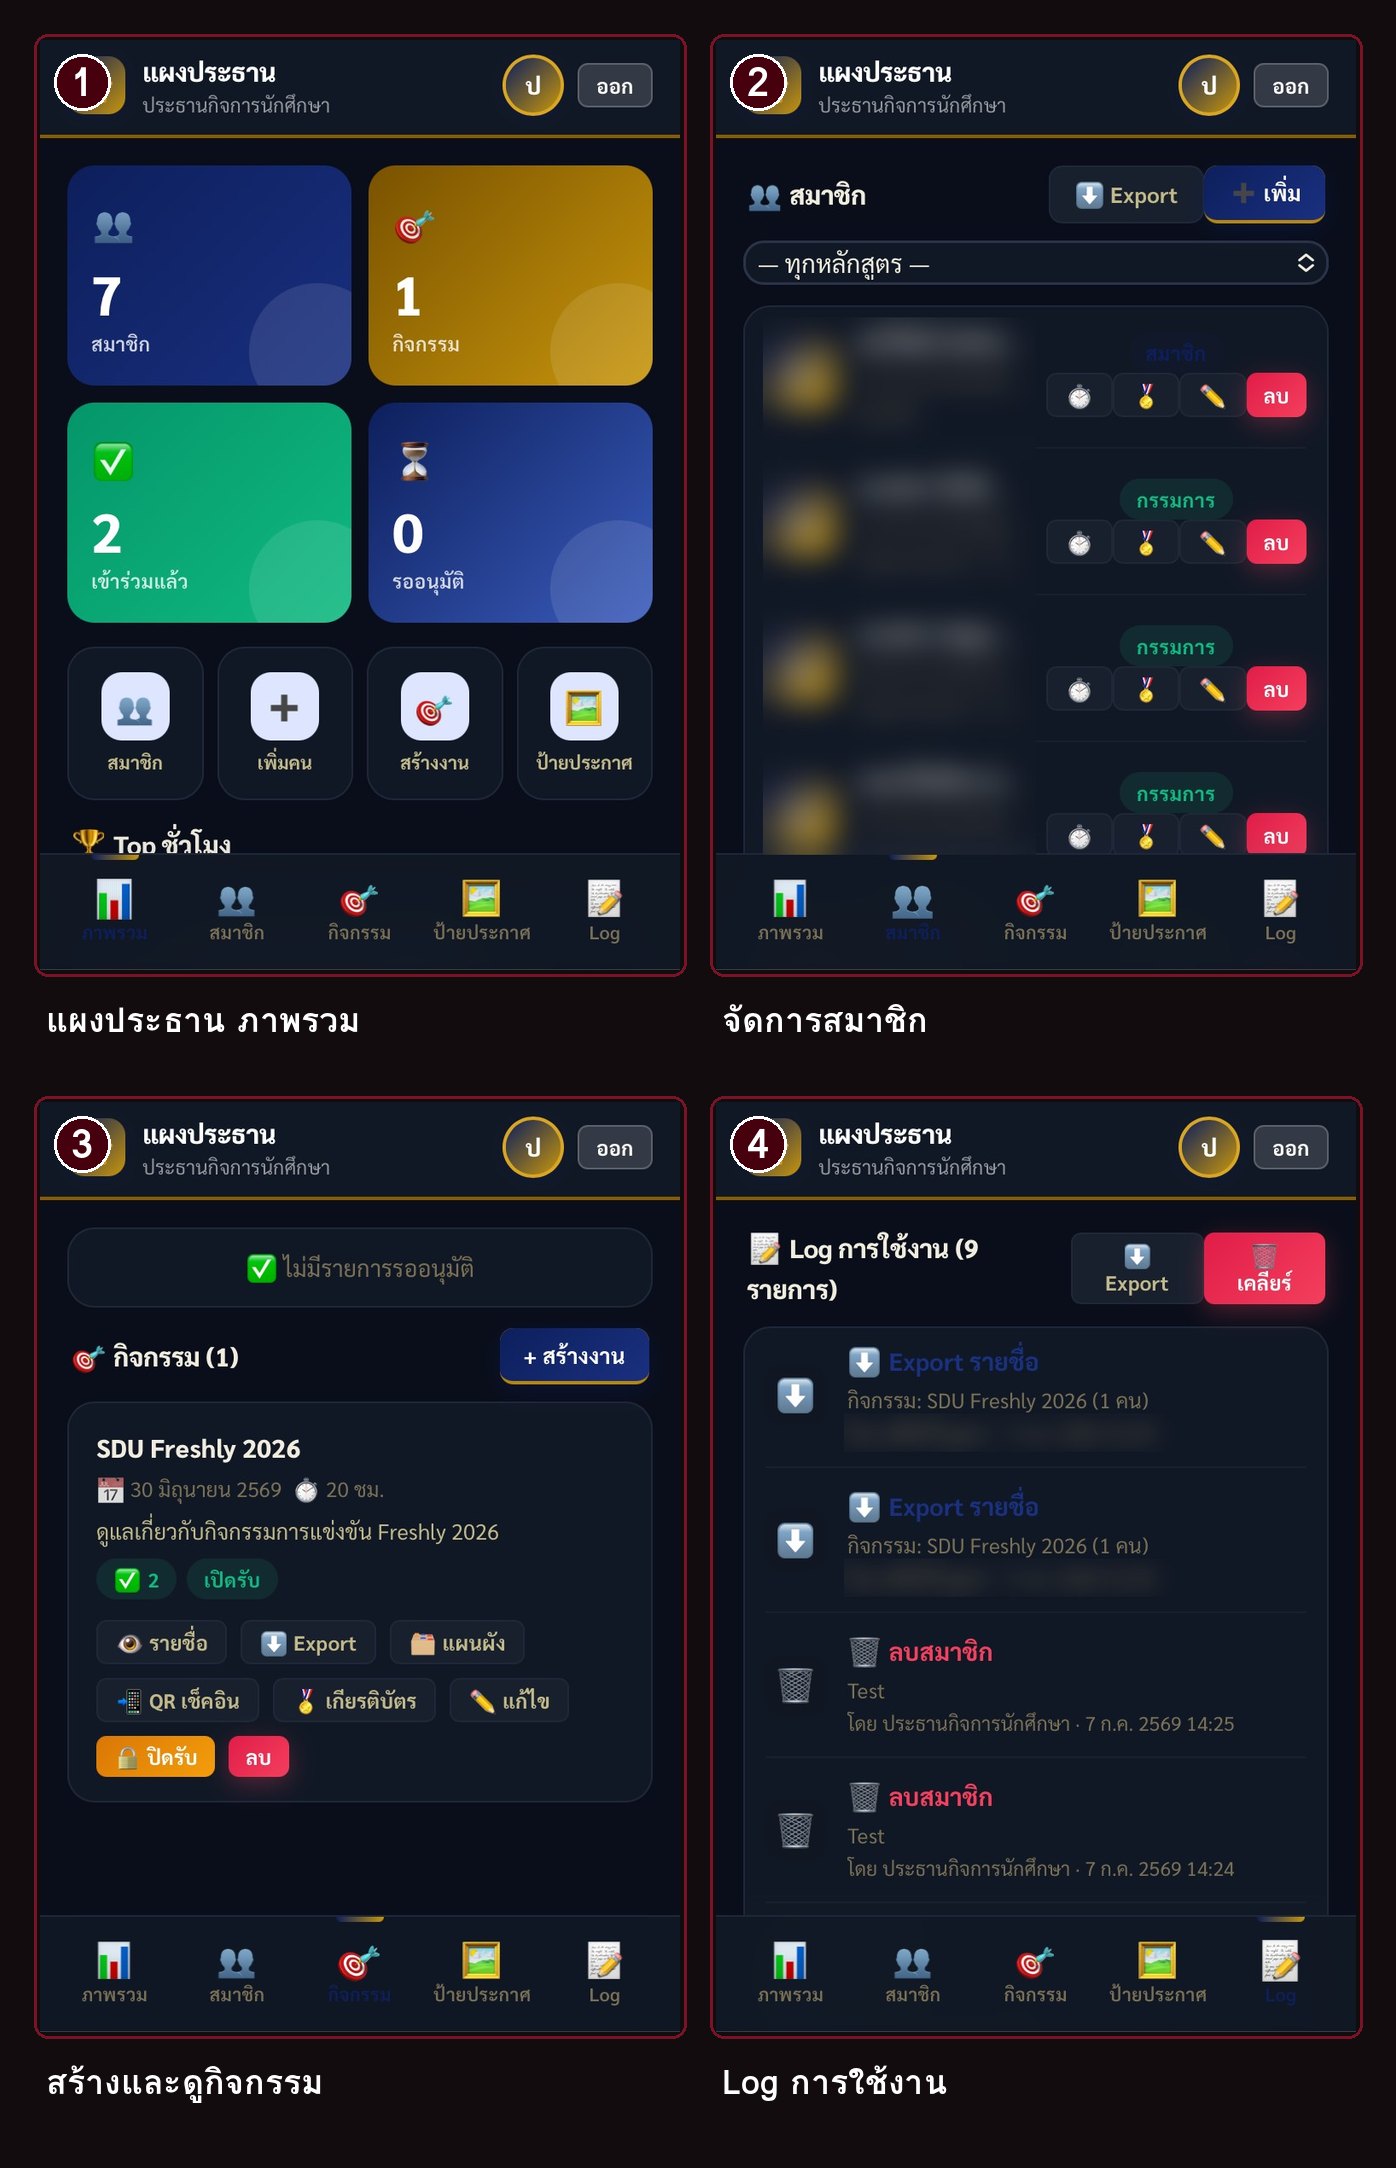 1
แผงประธาน
ประธานกิจการนักศึกษา
ป
ออก
7
สมาชิก
1
กิจกรรม
2
เข้าร่วมแล้ว
0
รออนุมัติ
สมาชิก
เพิ่มคน
สร้างงาน
ป้ายประกาศ
Top ชั่วโมง
ภาพรวม
สมาชิก
กิจกรรม
ป้ายประกาศ
Log
แผงประธาน ภาพรวม
2
แผงประธาน
ประธานกิจการนักศึกษา
ป
ออก
สมาชิก
Export
เพิ่ม
— ทุกหลักสูตร —
สมาชิก
ลบ
กรรมการ
ลบ
กรรมการ
ลบ
กรรมการ
ลบ
ภาพรวม
สมาชิก
กิจกรรม
ป้ายประกาศ
Log
จัดการสมาชิก
3
แผงประธาน
ประธานกิจการนักศึกษา
ป
ออก
ไม่มีรายการรออนุมัติ
กิจกรรม (1)
+ สร้างงาน
SDU Freshly 2026
30 มิถุนายน 2569 20 ชม.
ดูแลเกี่ยวกับกิจกรรมการแข่งขัน Freshly 2026
2
เปิดรับ
รายชื่อ
Export
แผนผัง
QR เช็คอิน
เกียรติบัตร
แก้ไข
ปิดรับ
ลบ
ภาพรวม
สมาชิก
กิจกรรม
ป้ายประกาศ
Log
สร้างและดูกิจกรรม
4
แผงประธาน
ประธานกิจการนักศึกษา
ป
ออก
Log การใช้งาน (9
รายการ)
Export
เคลียร์
Export รายชื่อ
กิจกรรม: SDU Freshly 2026 (1 คน)
Export รายชื่อ
กิจกรรม: SDU Freshly 2026 (1 คน)
ลบสมาชิก
Test
โดย ประธานกิจการนักศึกษา · 7 ก.ค. 2569 14:25
ลบสมาชิก
Test
โดย ประธานกิจการนักศึกษา · 7 ก.ค. 2569 14:24
ภาพรวม
สมาชิก
กิจกรรม
ป้ายประกาศ
Log
Log การใช้งาน